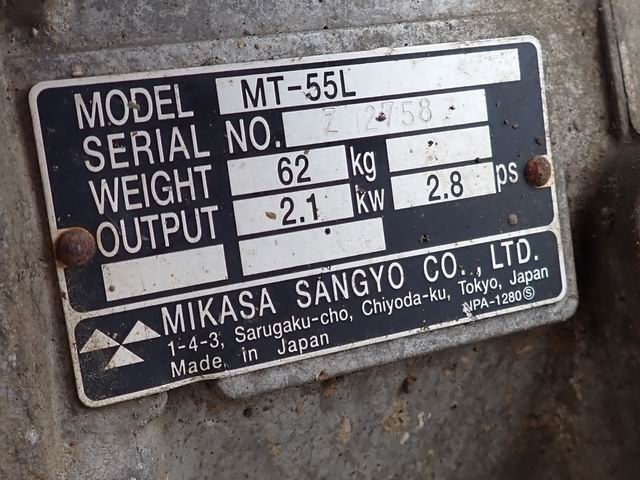 MODEL MT-55L
SERIAL NO.
WEIGHT 62 kg
OUTPUT 2.1 kw 2.8 ps
MIKASA SANGYO CO., LTD.
1-4-3, Sarugaku-cho, Chiyoda-ku, Tokyo, Japan
Made in Japan
NPA-1280Ⓢ